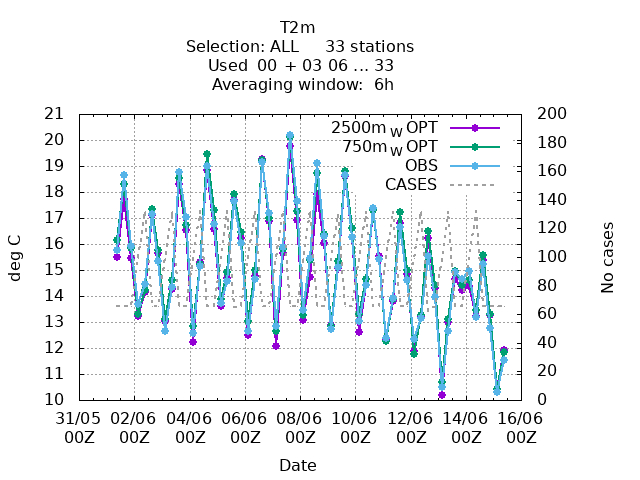 T2m
Selection: ALL 33 stations
Used 00 + 03 06 ... 33
Averaging window: 6h
2500m W OPT
750m W OPT
OBS
CASES
deg C
21
20
19
18
17
16
15
14
13
12
11
10
No cases
200
180
160
140
120
100
80
60
40
20
0
31/05 02/06 04/06 06/06 08/06 10/06 12/06 14/06 16/06
00Z 00Z 00Z 00Z 00Z 00Z 00Z 00Z 00Z
Date